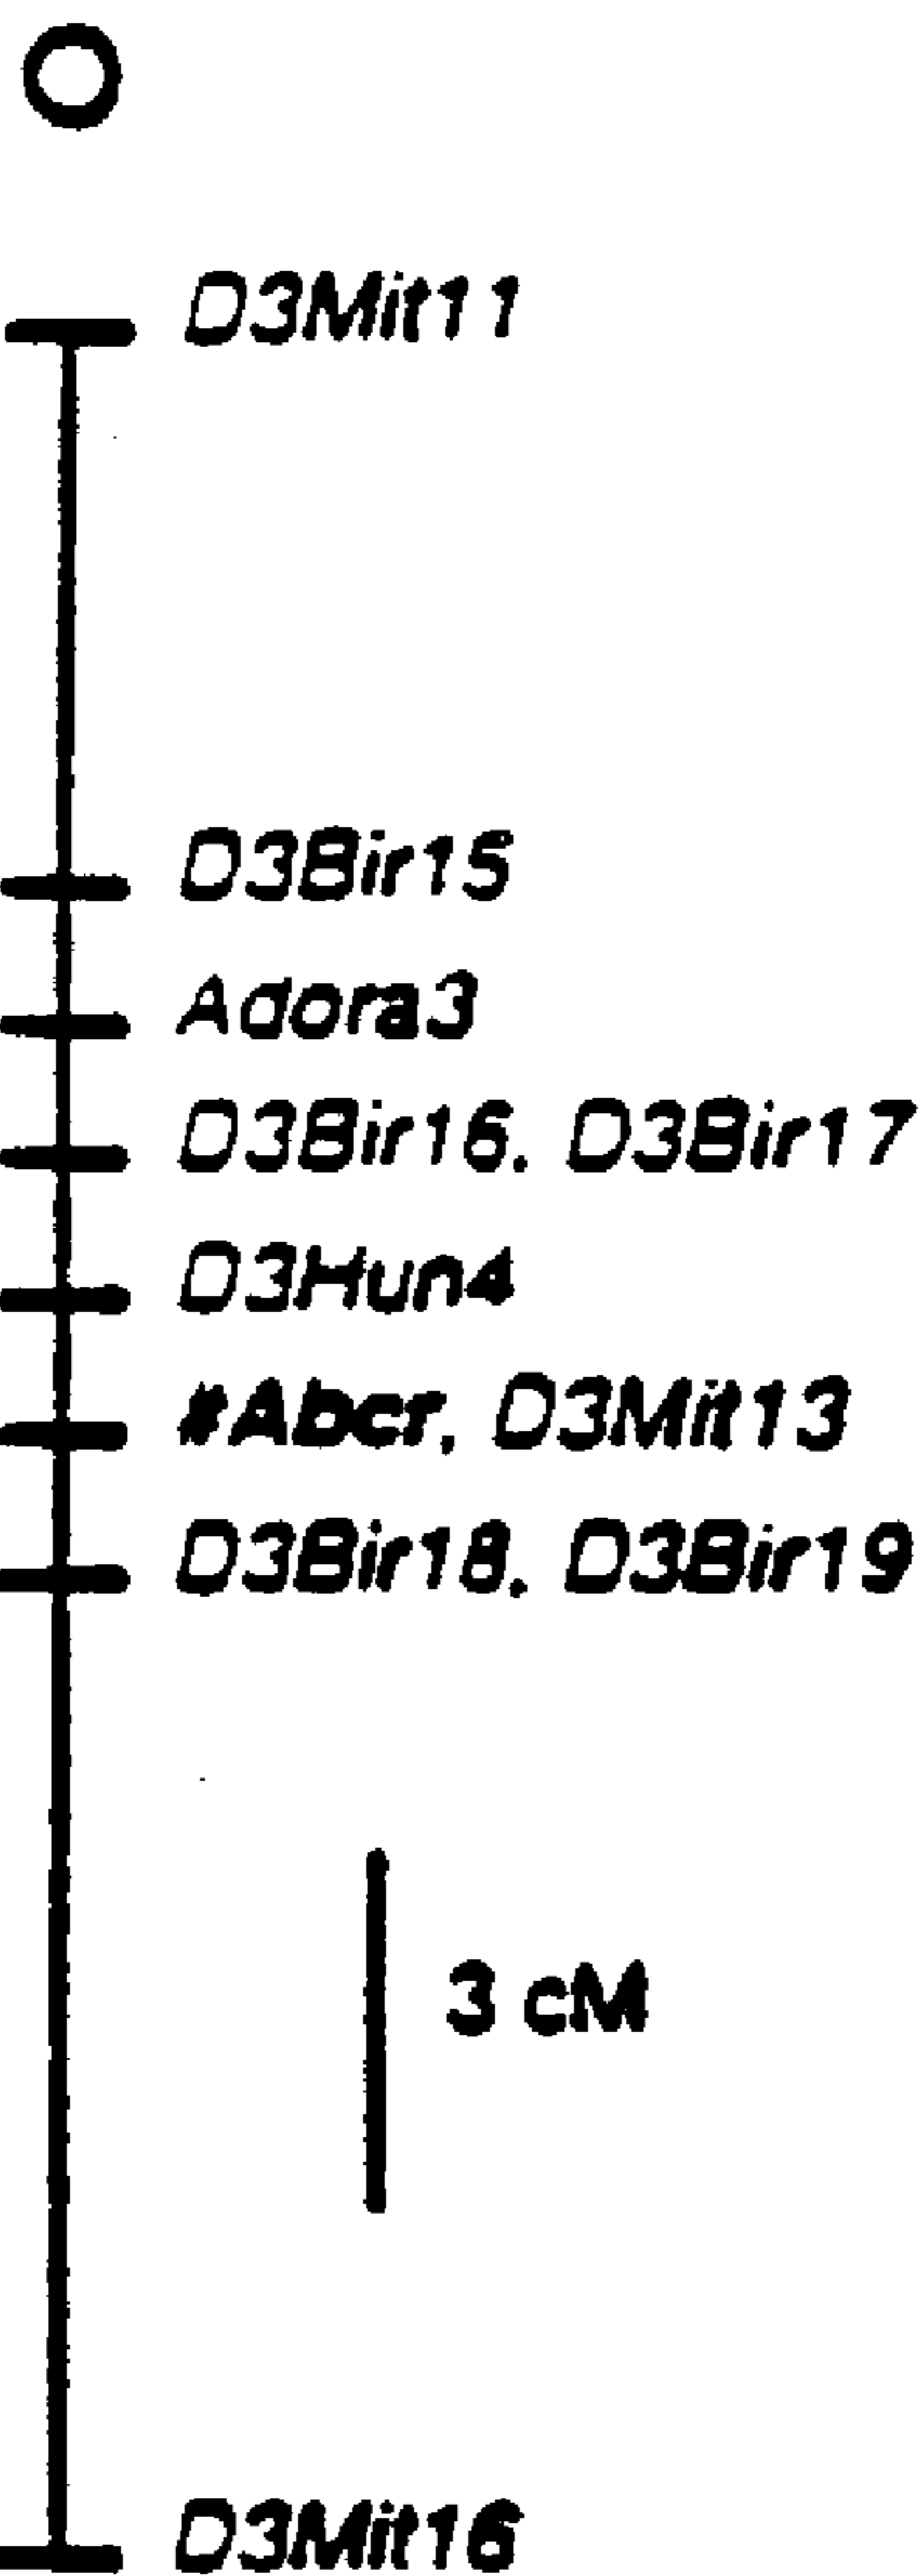 D3Mit11
D3Bir15
Adora3
D3Bir16, D3Bir17
D3Hun4
#Abcr, D3Mit13
D3Bir18, D3Bir19
3 cM
D3Mit16